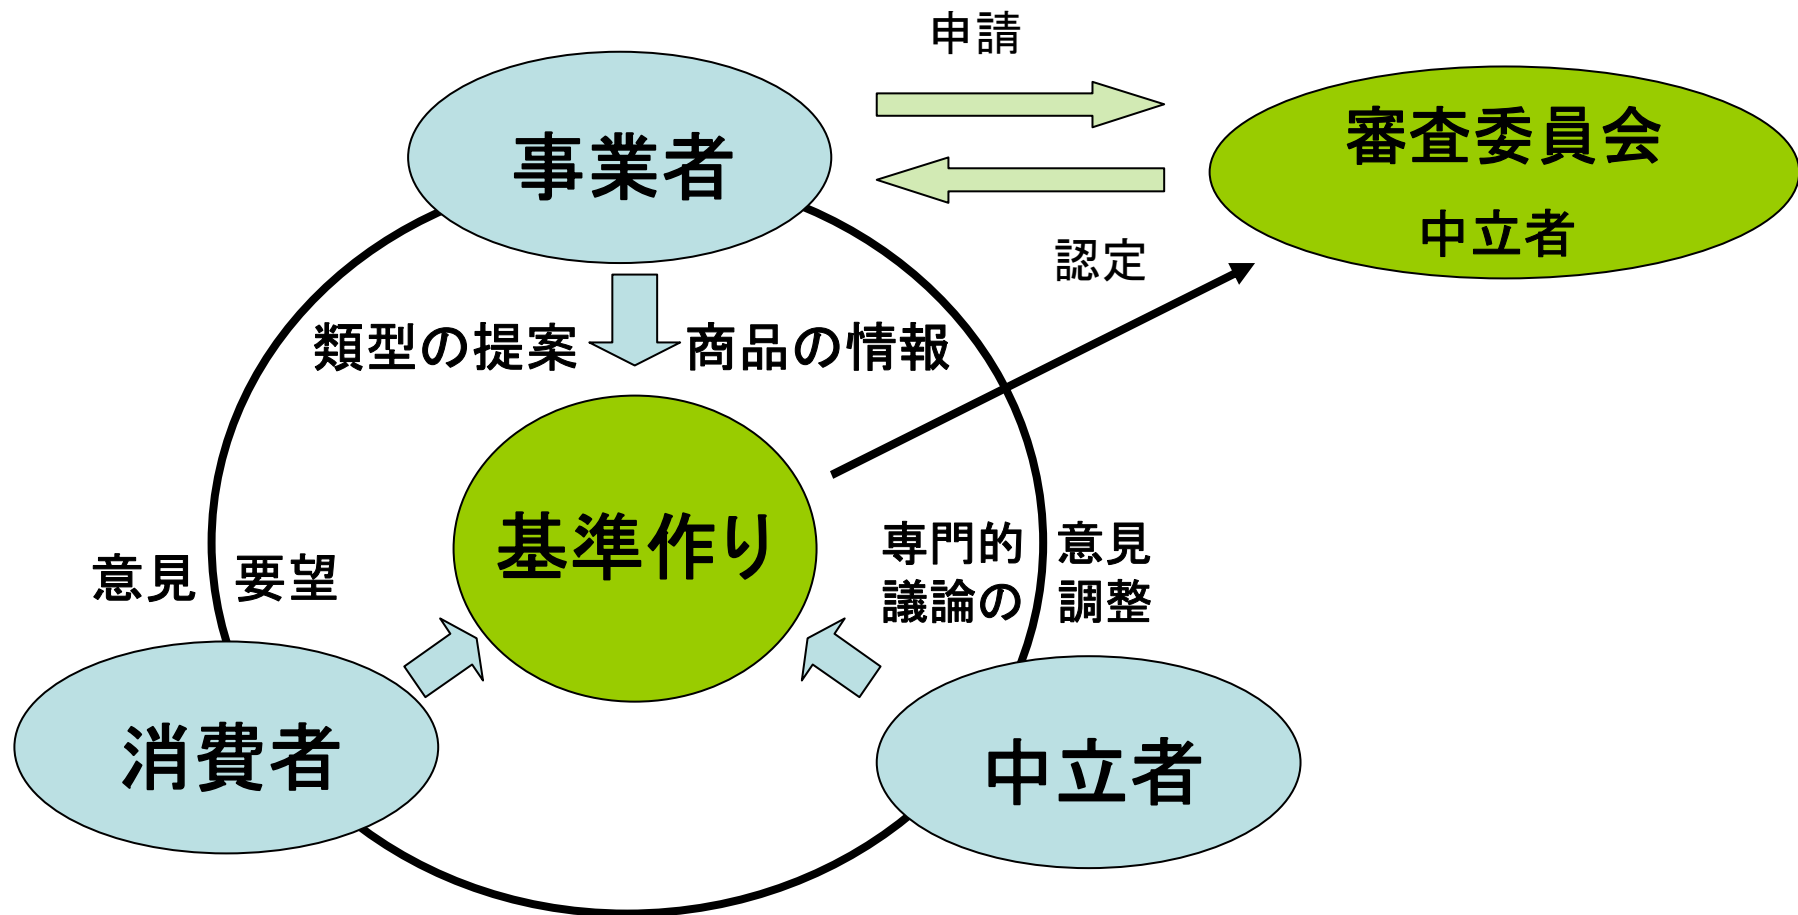 申請
事業者
審査委員会
中立者
認定
類型の提案
商品の情報
基準作り
専門的
議論の
意見
調整
意見
要望
消費者
中立者